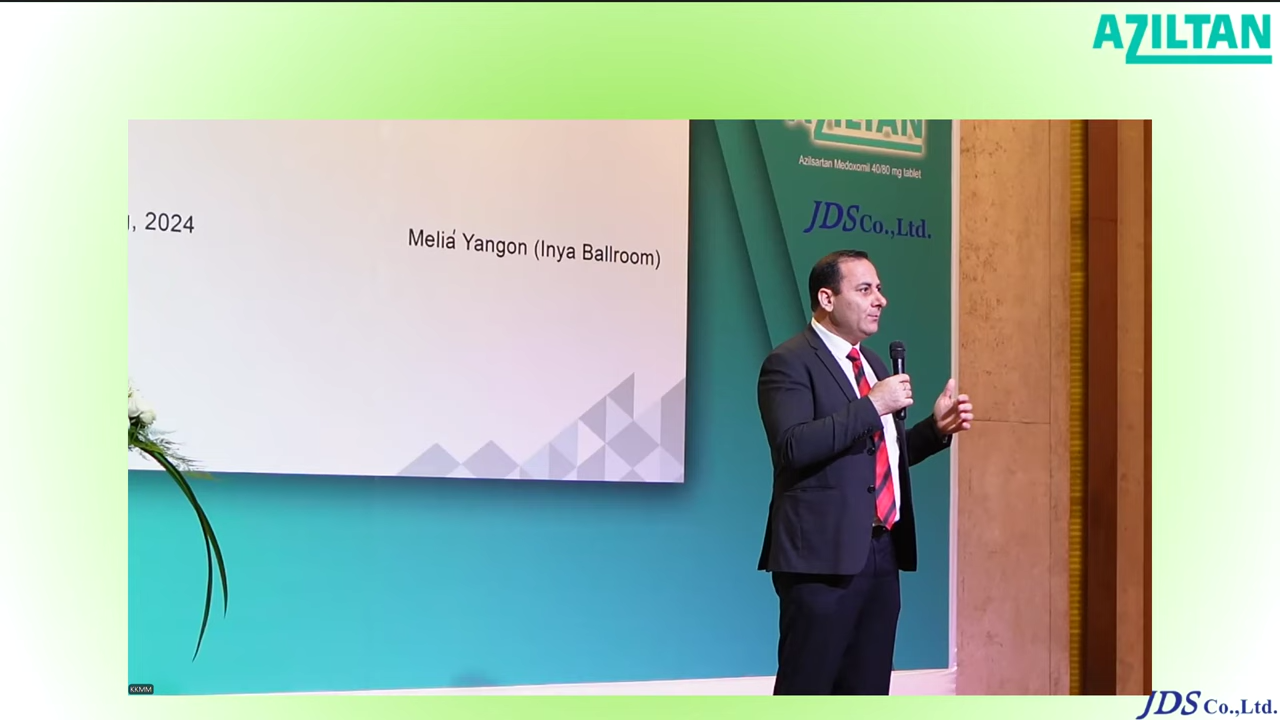 AZILTAN
AZILTAN
Azilsartan Medoxomil 40/80 mg tablet
JDS Co.,Ltd.
, 2024
Meliá Yangon (Inya Ballroom)
KKMM
JDS Co.,Ltd.